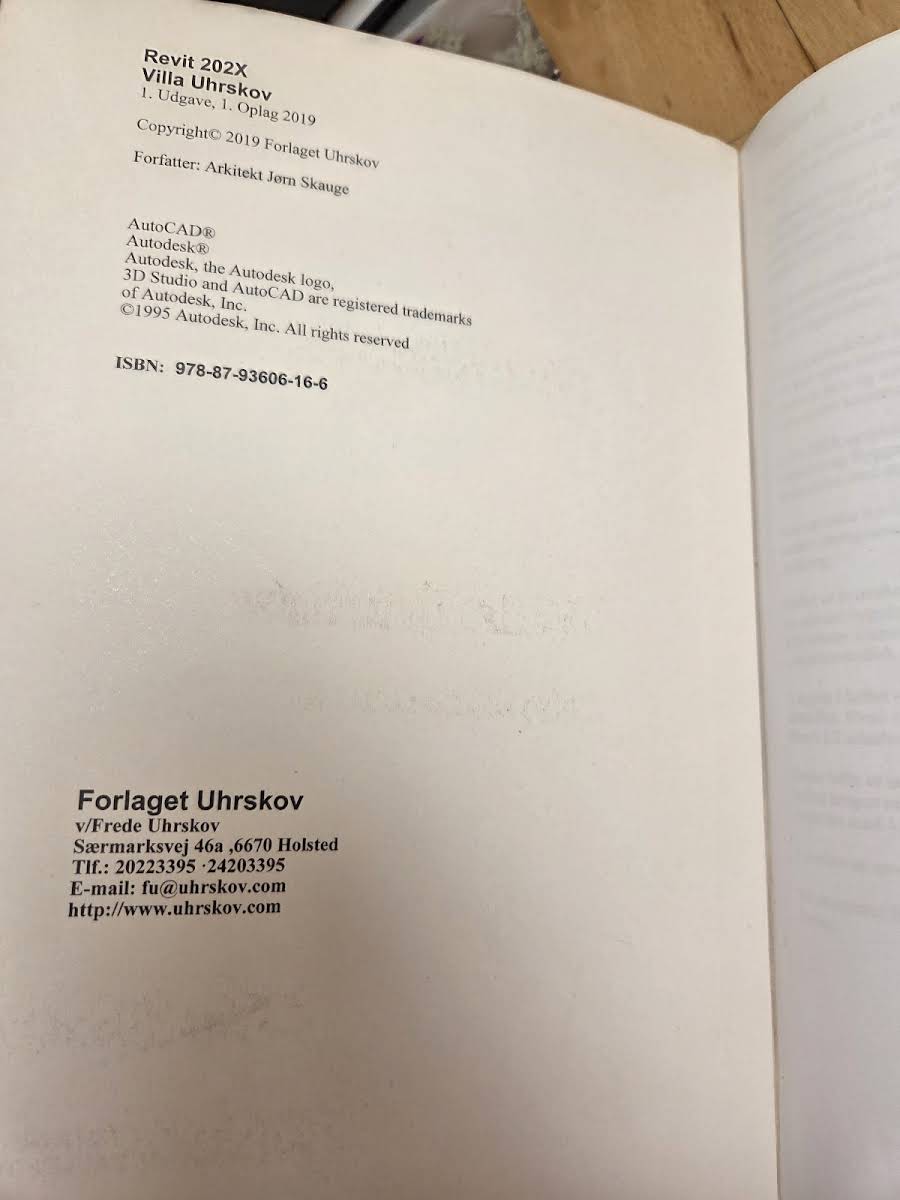 Revit 202X
Villa Uhrskov
1. Udgave, 1. Oplag 2019
Copyright© 2019 Forlaget Uhrskov
Forfatter: Arkitekt Jørn Skauge
AutoCAD®
Autodesk®
Autodesk, the Autodesk logo,
3D Studio and AutoCAD are registered trademarks
of Autodesk, Inc.
©1995 Autodesk, Inc. All rights reserved
ISBN: 978-87-93606-16-6
Forlaget Uhrskov
v/Frede Uhrskov
Særmarksvej 46a ,6670 Holsted
Tlf.: 20223395 ·24203395
E-mail: fu@uhrskov.com
http://www.uhrskov.com